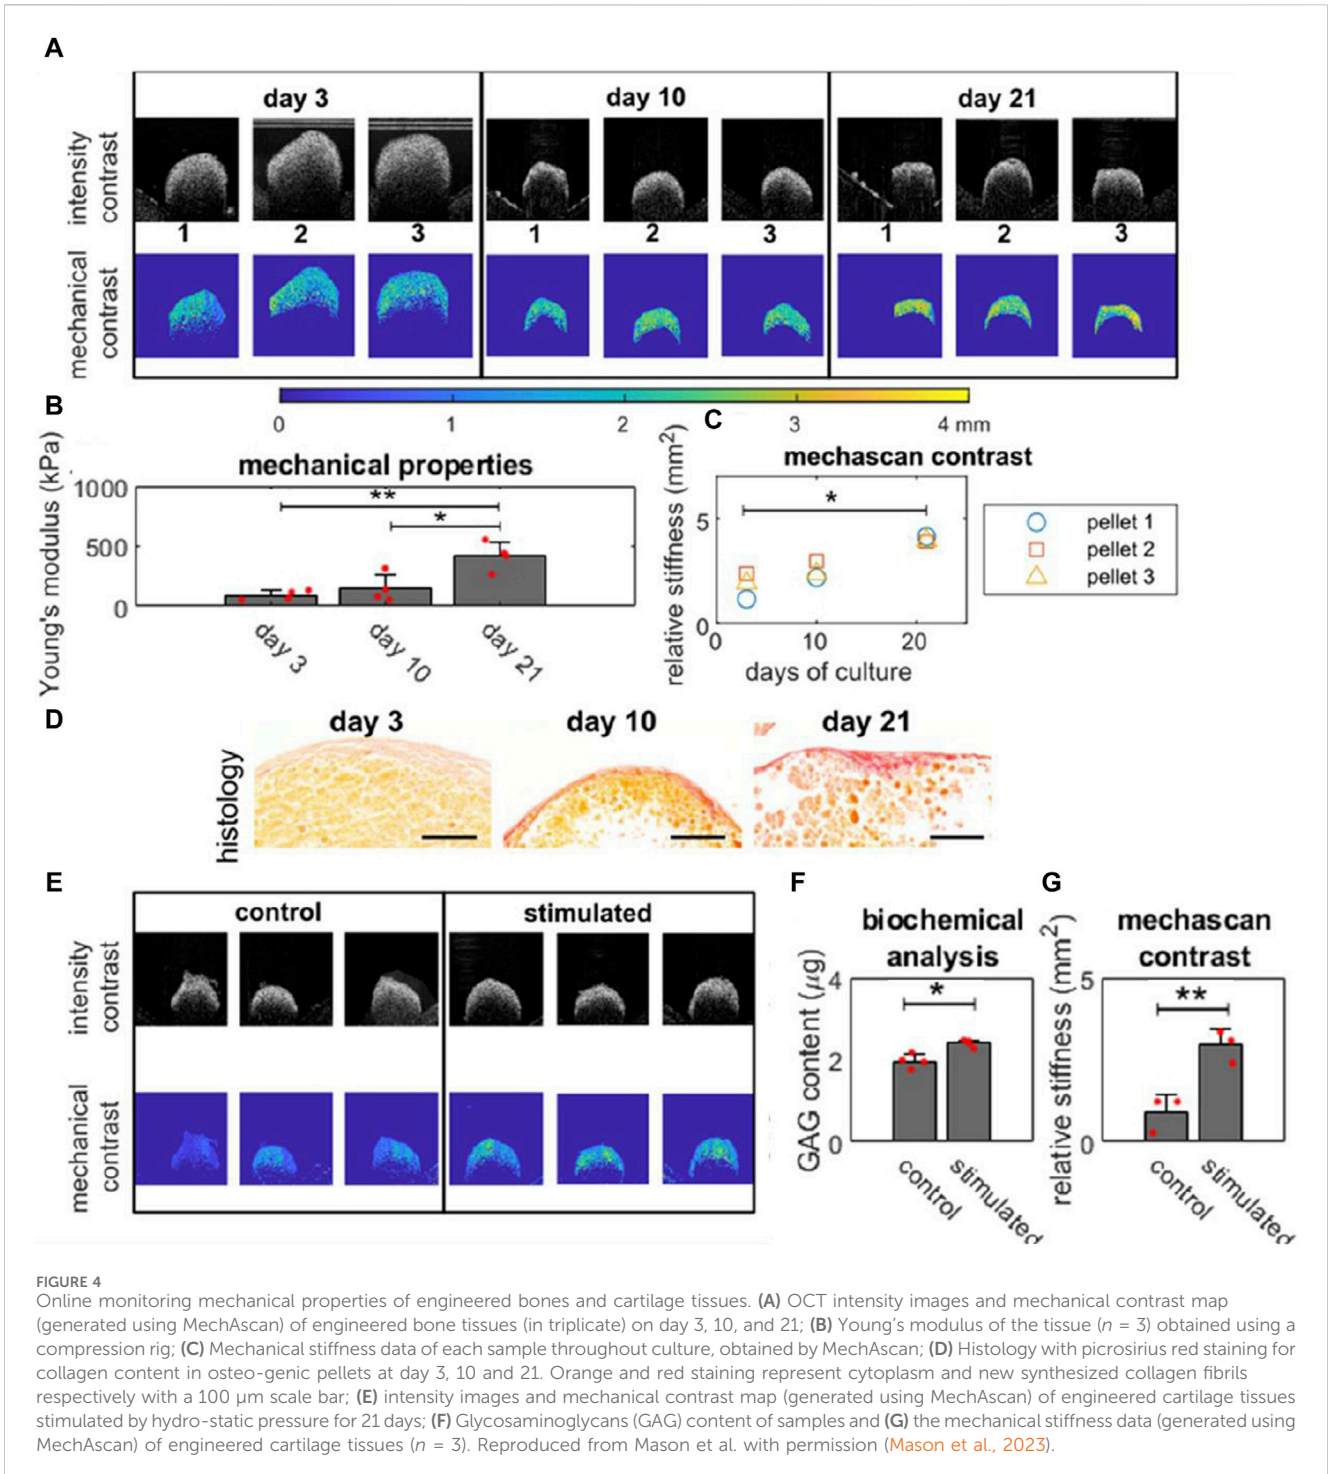 A
day 3
day 10
day 21
intensity
contrast
1 2 3 1 2 3 1 2 3
mechanical
contrast
0 1 2 3 4 mm
B
mechanical properties
Young's modulus (kPa)
1000
**
*
500
0
day 3
day 10
day 21
C
mechascan contrast
relative stiffness (mm²)
*
5
0
0 10 20
days of culture
pellet 1
pellet 2
pellet 3
D
day 3
day 10
day 21
histology
E
control
stimulated
intensity
contrast
mechanical
contrast
F
biochemical
analysis
GAG content (µg)
4
*
2
0
control
stimulated
G
mechascan
contrast
relative stiffness (mm²)
5
**
0
control
stimulated
FIGURE 4
Online monitoring mechanical properties of engineered bones and cartilage tissues. (A) OCT intensity images and mechanical contrast map
(generated using MechAscan) of engineered bone tissues (in triplicate) on day 3, 10, and 21; (B) Young's modulus of the tissue (n = 3) obtained using a
compression rig; (C) Mechanical stiffness data of each sample throughout culture, obtained by MechAscan; (D) Histology with picrosirius red staining for
collagen content in osteo-genic pellets at day 3, 10 and 21. Orange and red staining represent cytoplasm and new synthesized collagen fibrils
respectively with a 100 µm scale bar; (E) intensity images and mechanical contrast map (generated using MechAscan) of engineered cartilage tissues
stimulated by hydro-static pressure for 21 days; (F) Glycosaminoglycans (GAG) content of samples and (G) the mechanical stiffness data (generated using
MechAscan) of engineered cartilage tissues (n = 3). Reproduced from Mason et al. with permission (Mason et al., 2023).